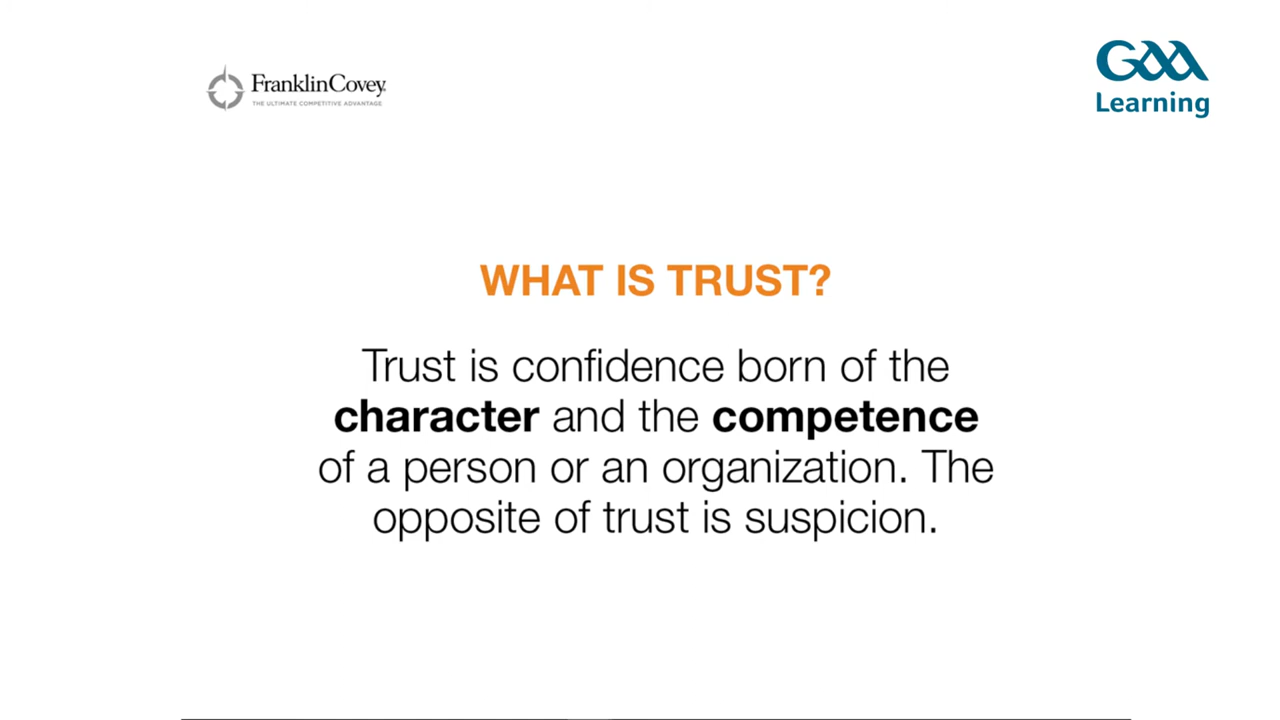 FranklinCovey
THE ULTIMATE COMPETITIVE ADVANTAGE
GAA
Learning
WHAT IS TRUST?
Trust is confidence born of the
character and the competence
of a person or an organization. The
opposite of trust is suspicion.